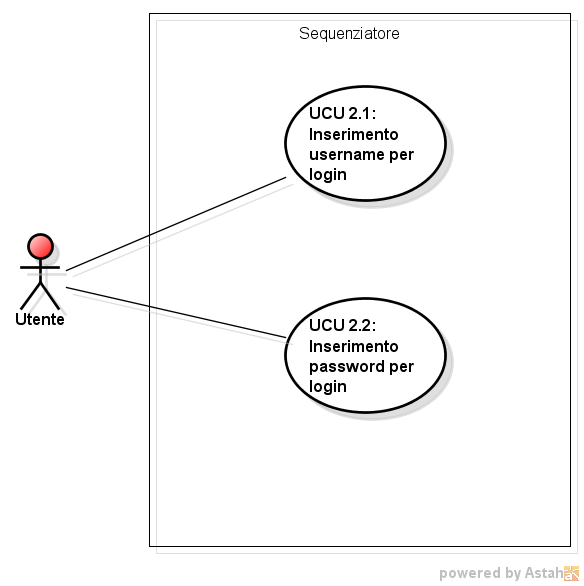 Sequenziatore
UCU 2.1:
Inserimento
username per
login
Utente
UCU 2.2:
Inserimento
password per
login
powered by Astah